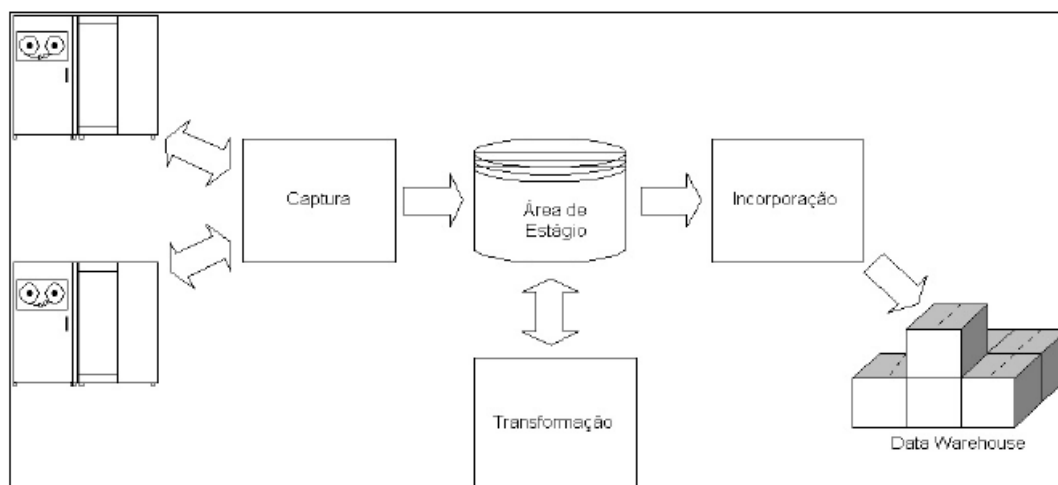 Captura
Área de
Estágio
Incorporação
Transformação
Data Warehouse